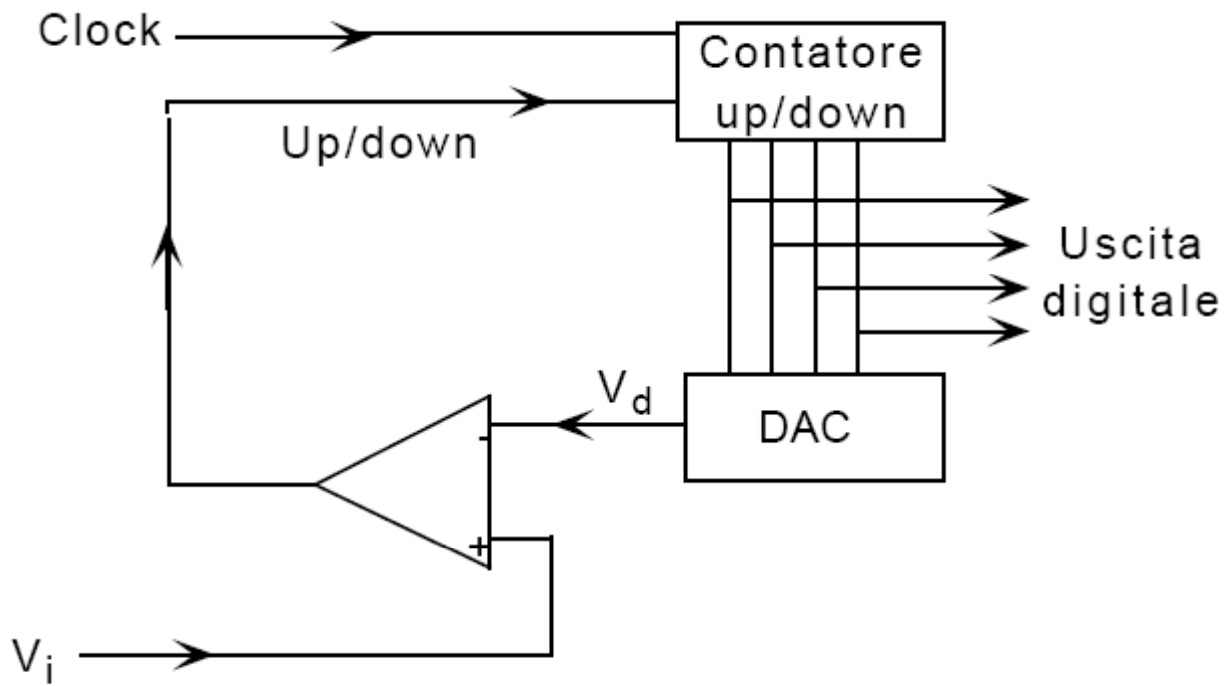 Clock
Contatore
up/down
Up/down
Uscita
digitale
Vd
DAC
-
+
Vi